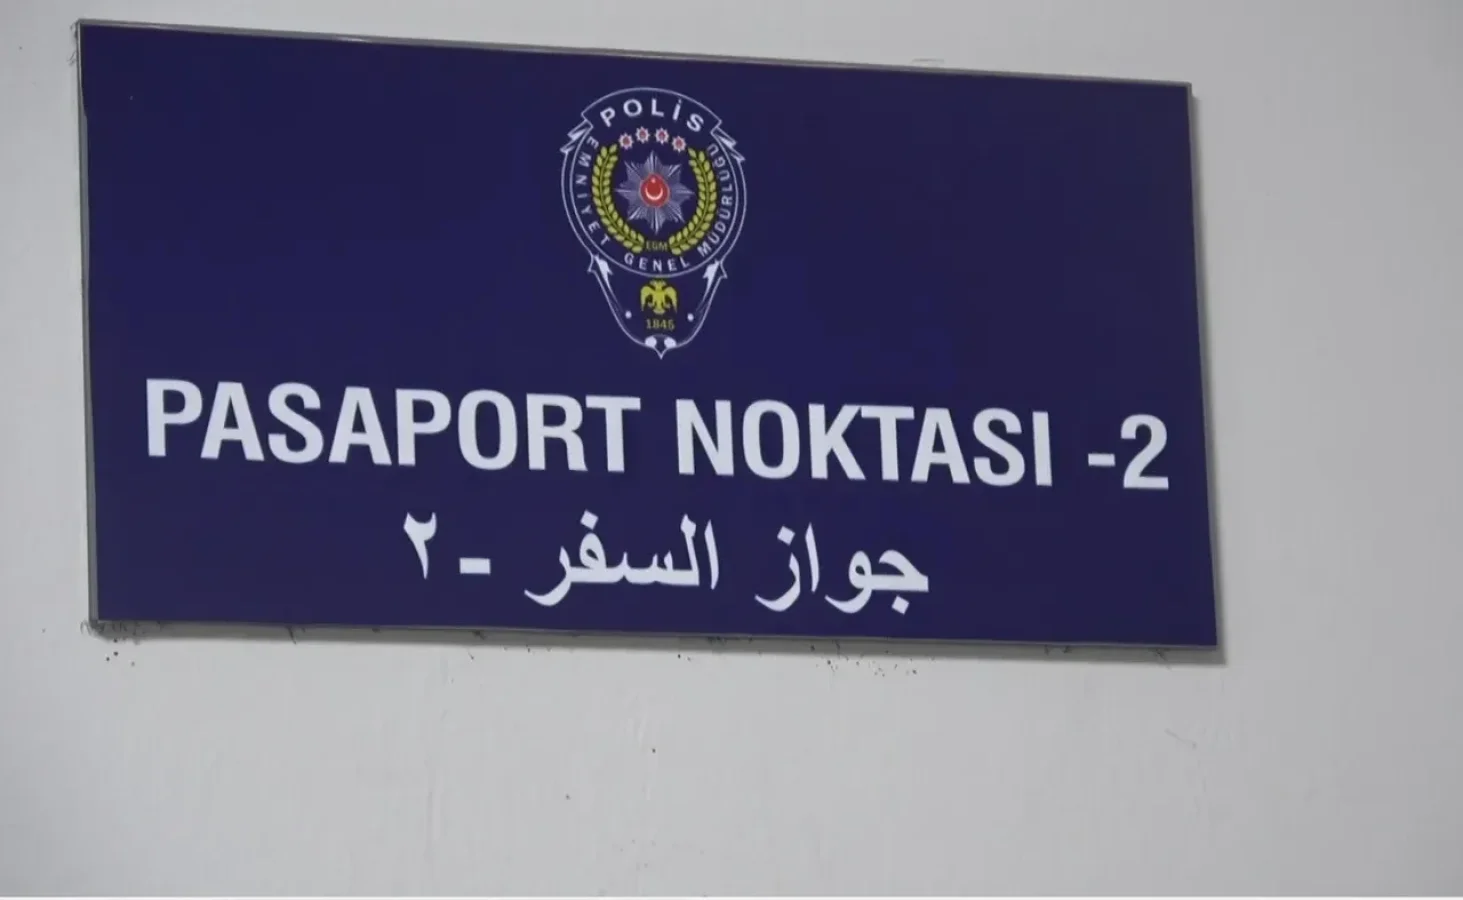 POLİS
EMNİYET GENEL MÜDÜRLÜĞÜ
EGM
1845
PASAPORT NOKTASI -2
جواز السفر -٢